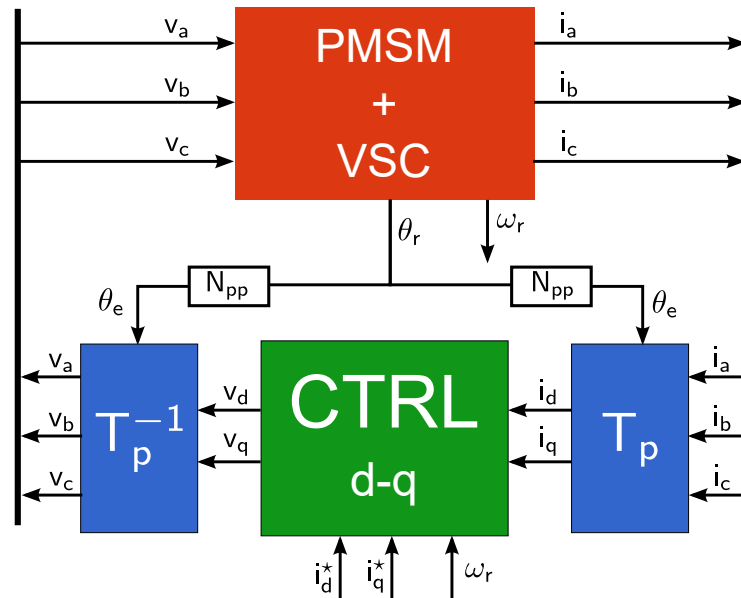 v_a
PMSM
i_a
v_b
+
i_b
v_c
VSC
i_c
θ_r
ω_r
N_pp
N_pp
θ_e
θ_e
v_a
v_b
v_c
T_p^{-1}
v_d
v_q
CTRL
d-q
i_d
i_q
T_p
i_a
i_b
i_c
i_d^⋆
i_q^⋆
ω_r